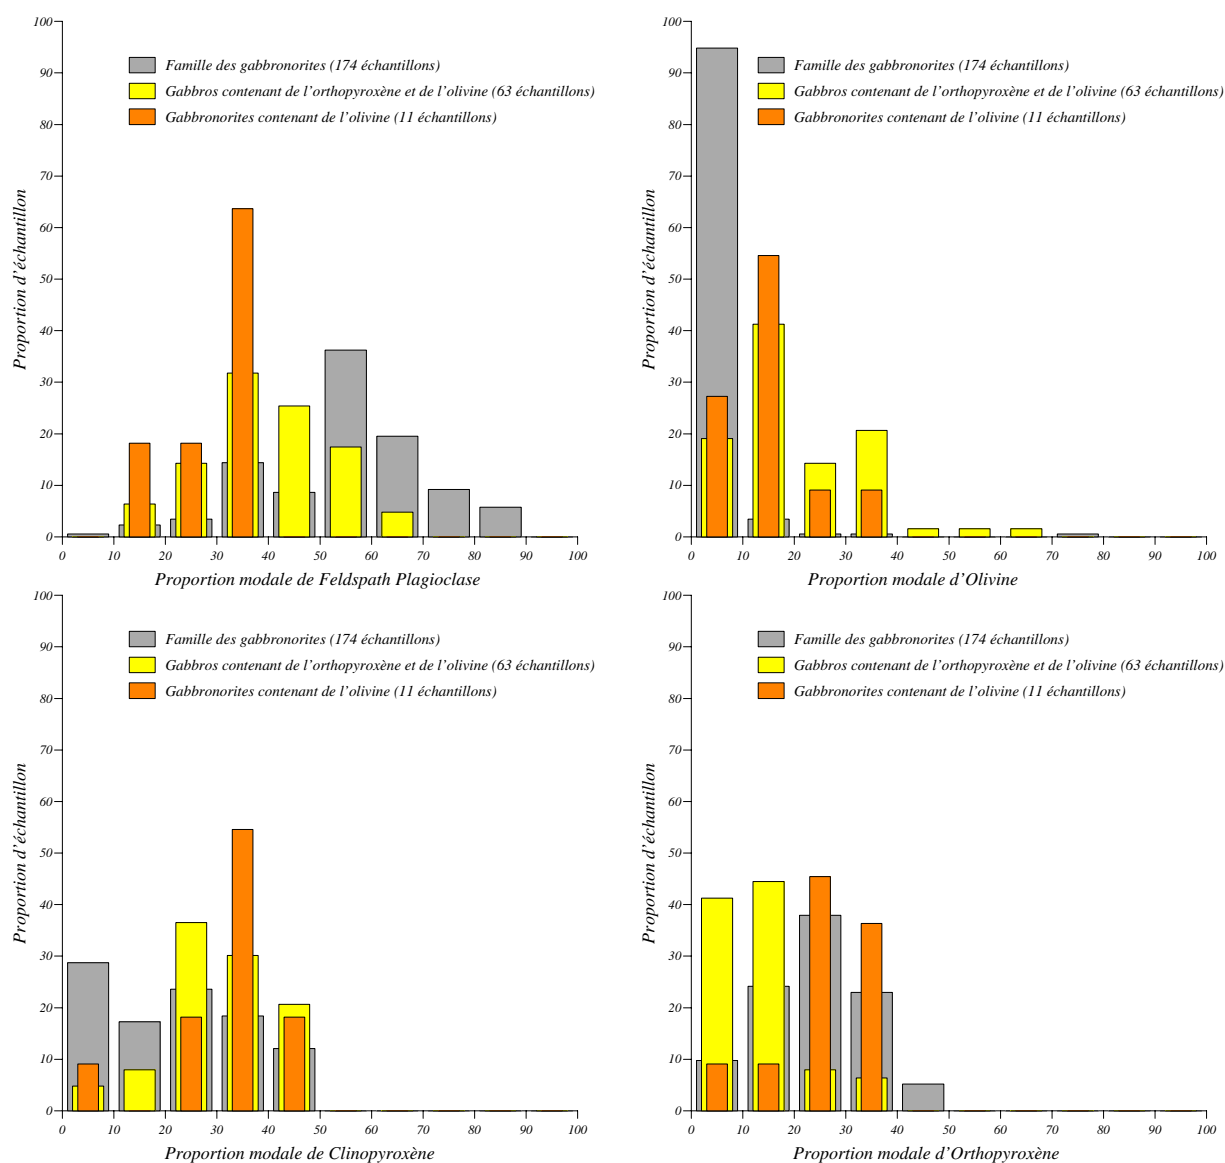 100
90
80
70
60
50
40
30
20
10
0
Proportion d'échantillon
Famille des gabbronorites (174 échantillons)
Gabbros contenant de l'orthopyroxène et de l'olivine (63 échantillons)
Gabbronorites contenant de l'olivine (11 échantillons)
0 10 20 30 40 50 60 70 80 90 100
Proportion modale de Feldspath Plagioclase
100
90
80
70
60
50
40
30
20
10
0
Proportion d'échantillon
Famille des gabbronorites (174 échantillons)
Gabbros contenant de l'orthopyroxène et de l'olivine (63 échantillons)
Gabbronorites contenant de l'olivine (11 échantillons)
0 10 20 30 40 50 60 70 80 90 100
Proportion modale d'Olivine
100
90
80
70
60
50
40
30
20
10
0
Proportion d'échantillon
Famille des gabbronorites (174 échantillons)
Gabbros contenant de l'orthopyroxène et de l'olivine (63 échantillons)
Gabbronorites contenant de l'olivine (11 échantillons)
0 10 20 30 40 50 60 70 80 90 100
Proportion modale de Clinopyroxène
100
90
80
70
60
50
40
30
20
10
0
Proportion d'échantillon
Famille des gabbronorites (174 échantillons)
Gabbros contenant de l'orthopyroxène et de l'olivine (63 échantillons)
Gabbronorites contenant de l'olivine (11 échantillons)
0 10 20 30 40 50 60 70 80 90 100
Proportion modale d'Orthopyroxène